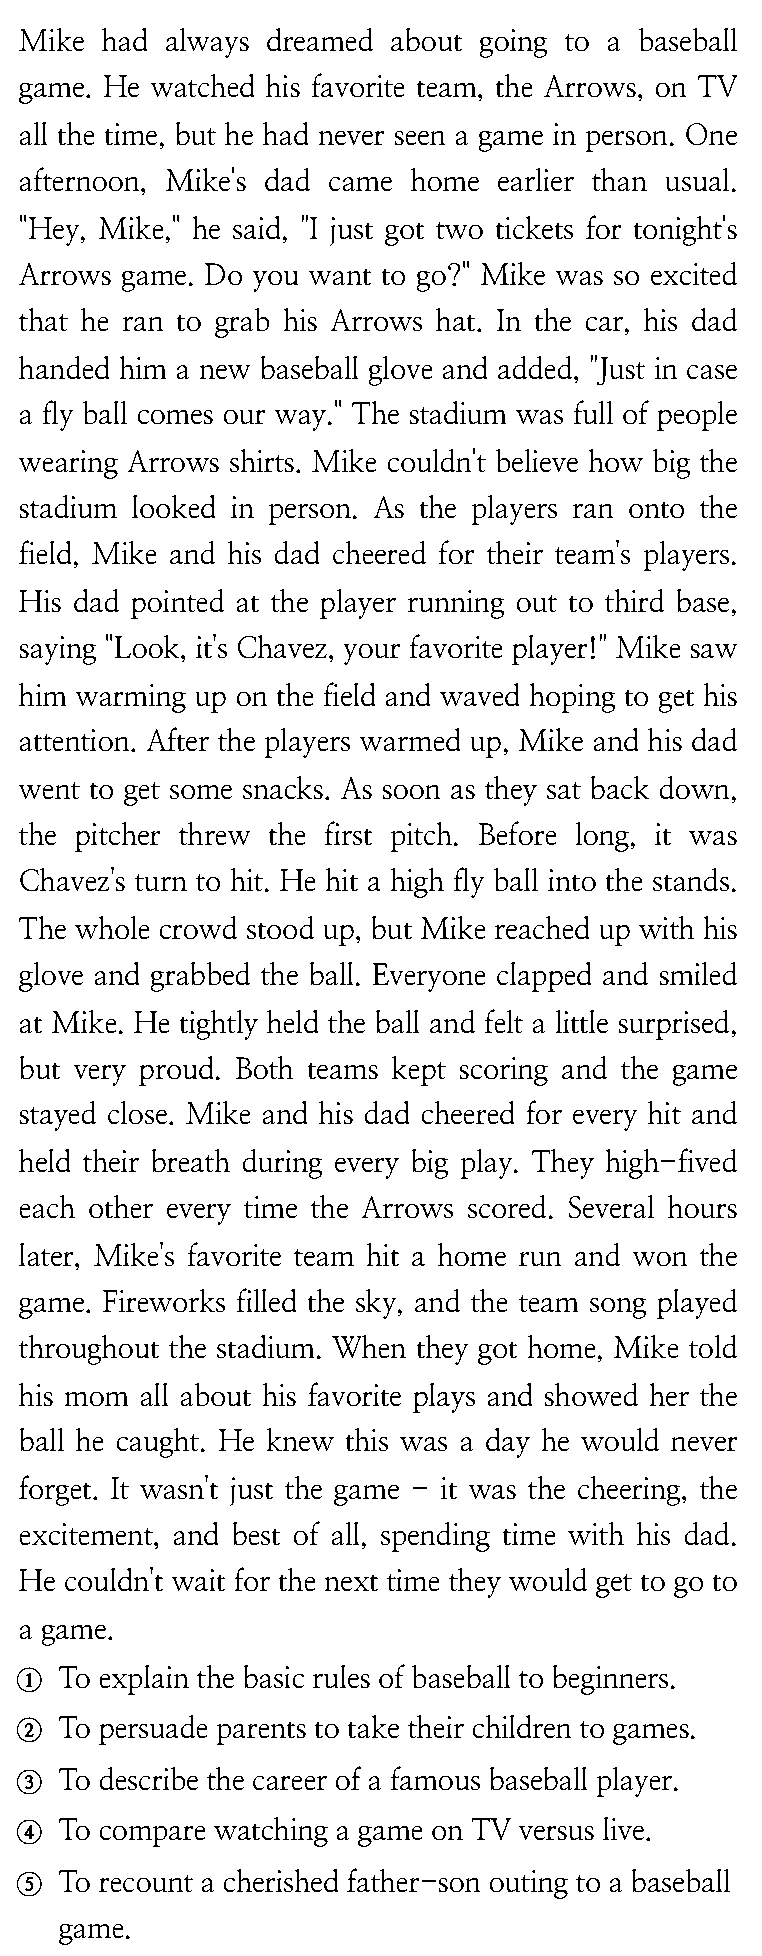 Mike had always dreamed about going to a baseball
game. He watched his favorite team, the Arrows, on TV
all the time, but he had never seen a game in person. One
afternoon, Mike's dad came home earlier than usual.
"Hey, Mike," he said, "I just got two tickets for tonight's
Arrows game. Do you want to go?" Mike was so excited
that he ran to grab his Arrows hat. In the car, his dad
handed him a new baseball glove and added, "Just in case
a fly ball comes our way." The stadium was full of people
wearing Arrows shirts. Mike couldn't believe how big the
stadium looked in person. As the players ran onto the
field, Mike and his dad cheered for their team's players.
His dad pointed at the player running out to third base,
saying "Look, it's Chavez, your favorite player!" Mike saw
him warming up on the field and waved hoping to get his
attention. After the players warmed up, Mike and his dad
went to get some snacks. As soon as they sat back down,
the pitcher threw the first pitch. Before long, it was
Chavez's turn to hit. He hit a high fly ball into the stands.
The whole crowd stood up, but Mike reached up with his
glove and grabbed the ball. Everyone clapped and smiled
at Mike. He tightly held the ball and felt a little surprised,
but very proud. Both teams kept scoring and the game
stayed close. Mike and his dad cheered for every hit and
held their breath during every big play. They high-fived
each other every time the Arrows scored. Several hours
later, Mike's favorite team hit a home run and won the
game. Fireworks filled the sky, and the team song played
throughout the stadium. When they got home, Mike told
his mom all about his favorite plays and showed her the
ball he caught. He knew this was a day he would never
forget. It wasn't just the game - it was the cheering, the
excitement, and best of all, spending time with his dad.
He couldn't wait for the next time they would get to go to
a game.
① To explain the basic rules of baseball to beginners.
② To persuade parents to take their children to games.
③ To describe the career of a famous baseball player.
④ To compare watching a game on TV versus live.
⑤ To recount a cherished father-son outing to a baseball
game.